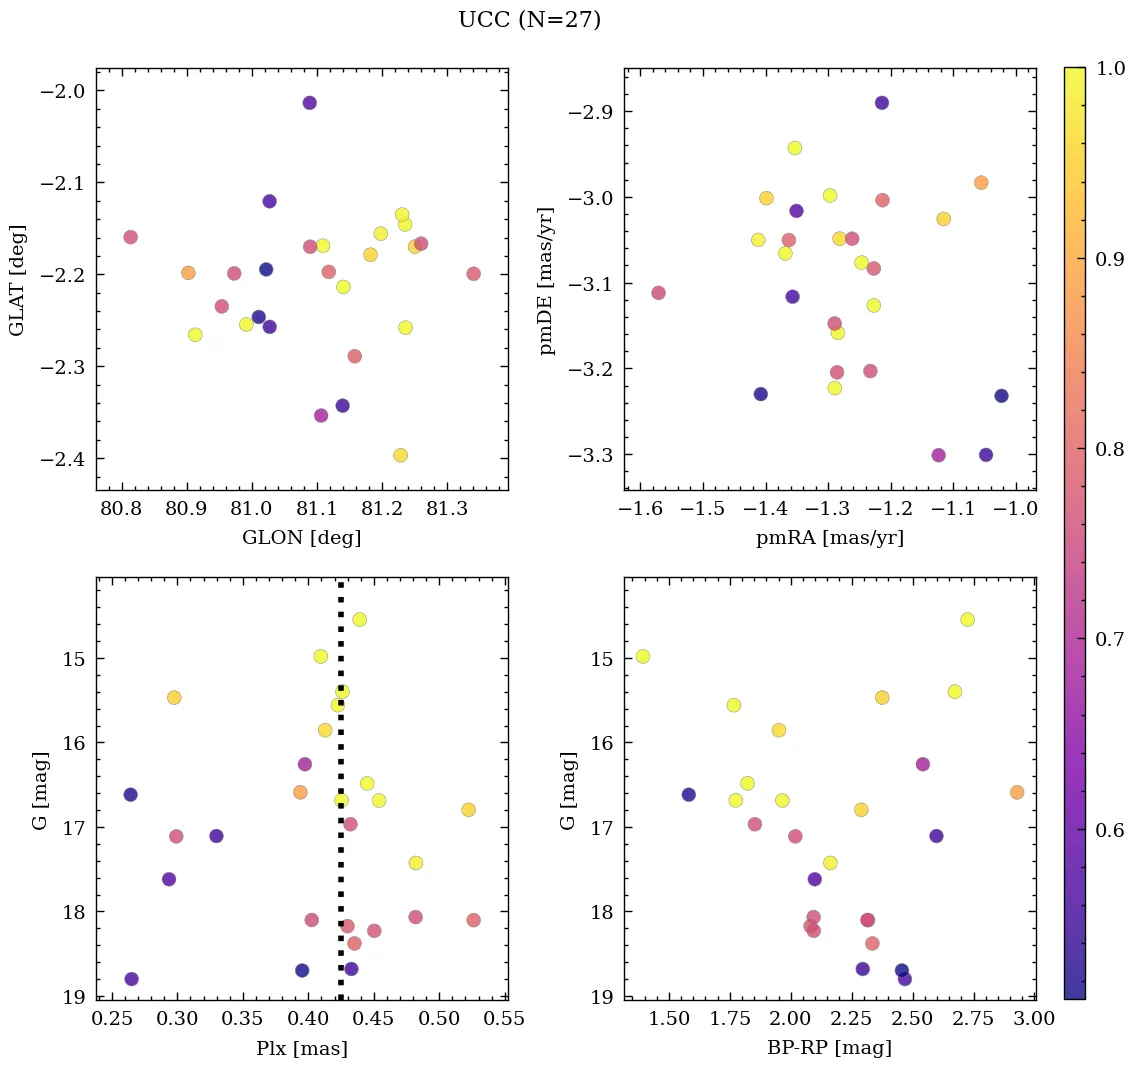 UCC (N=27)
−2.0
−2.1
−2.2
−2.3
−2.4
GLAT [deg]
80.8 80.9 81.0 81.1 81.2 81.3
GLON [deg]
−2.9
−3.0
−3.1
−3.2
−3.3
pmDE [mas/yr]
−1.6 −1.5 −1.4 −1.3 −1.2 −1.1 −1.0
pmRA [mas/yr]
15
16
17
18
19
G [mag]
0.25 0.30 0.35 0.40 0.45 0.50 0.55
Plx [mas]
15
16
17
18
19
G [mag]
1.50 1.75 2.00 2.25 2.50 2.75 3.00
BP-RP [mag]
1.0
0.9
0.8
0.7
0.6